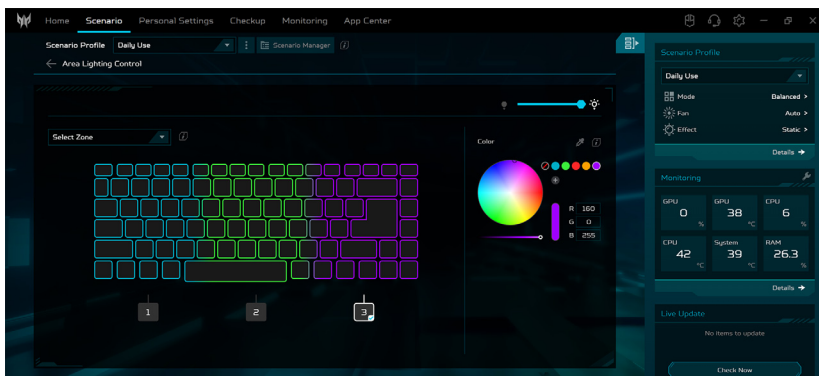 Home Scenario Personal Settings Checkup Monitoring App Center
Scenario Profile Daily Use Scenario Manager
Area Lighting Control
Select Zone
Color
R 160
G 0
B 255
1 2 3
Scenario Profile
Daily Use
Mode Balanced >
Fan Auto >
Effect Static >
Details →
Monitoring
GPU GPU CPU
0 % 38 °C 6 %
CPU System RAM
42 °C 39 °C 26.3 %
Details →
Live Update
No Items to update
Check Now